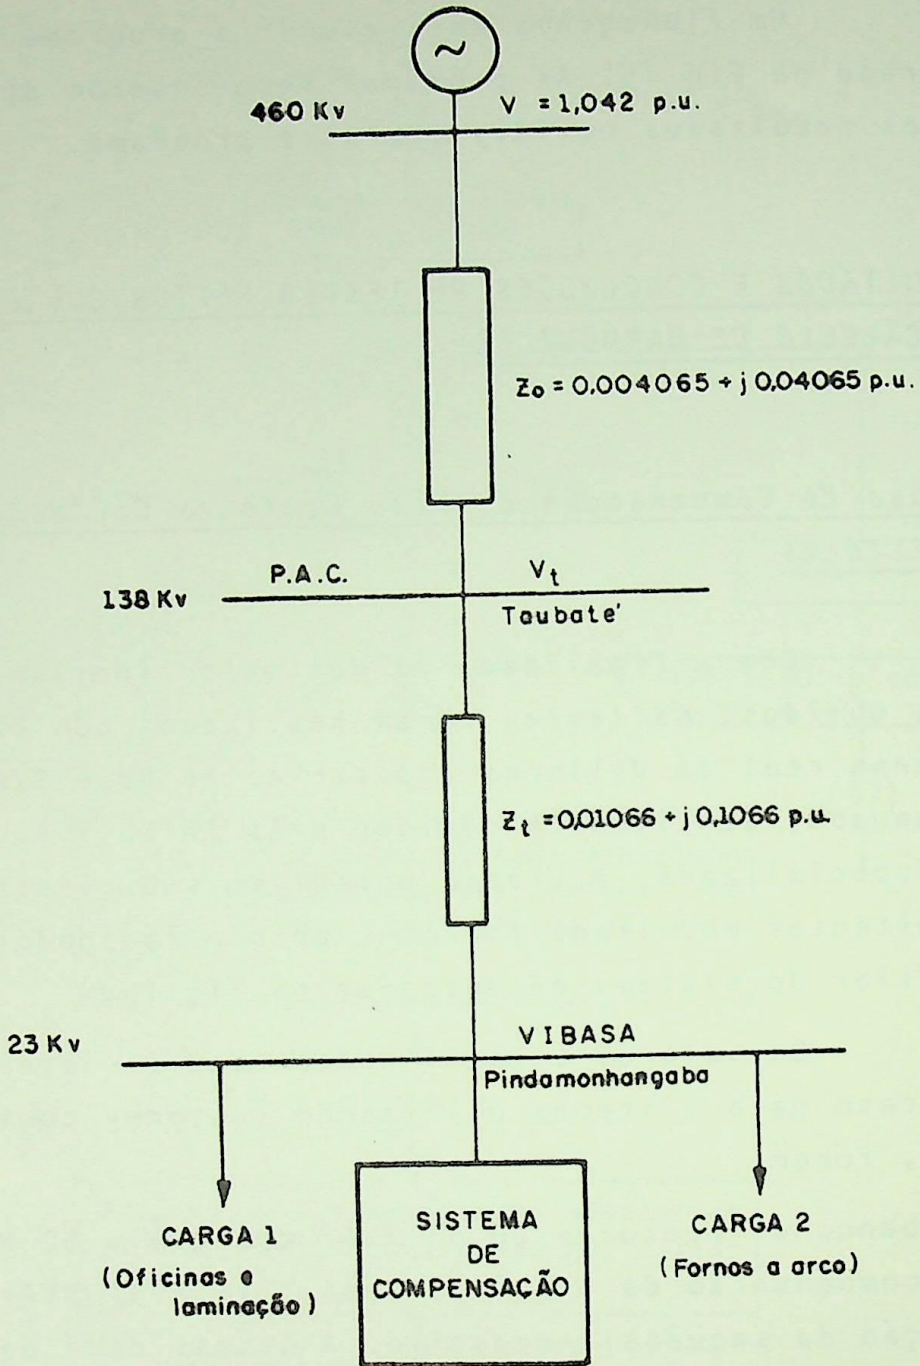 ~
460 Kv
V = 1,042 p.u.
Zo = 0,004065 + j 0,04065 p.u.
P.A.C.
Vt
138 Kv
Taubaté
Zt = 0,01066 + j 0,1066 p.u.
23 Kv
VIBASA
Pindamonhangaba
CARGA 1
(Oficinas e
laminação)
SISTEMA
DE
COMPENSAÇÃO
CARGA 2
(Fornos a arco)